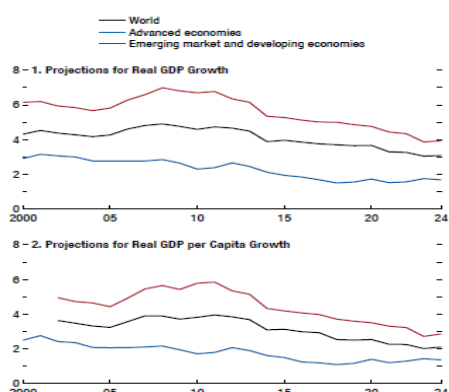 World
Advanced economies
Emerging market and developing economies
8 – 1. Projections for Real GDP Growth
6
4
2
0
2000 05 10 15 20 24
8 – 2. Projections for Real GDP per Capita Growth
6
4
2
0
2000 05 10 15 20 24